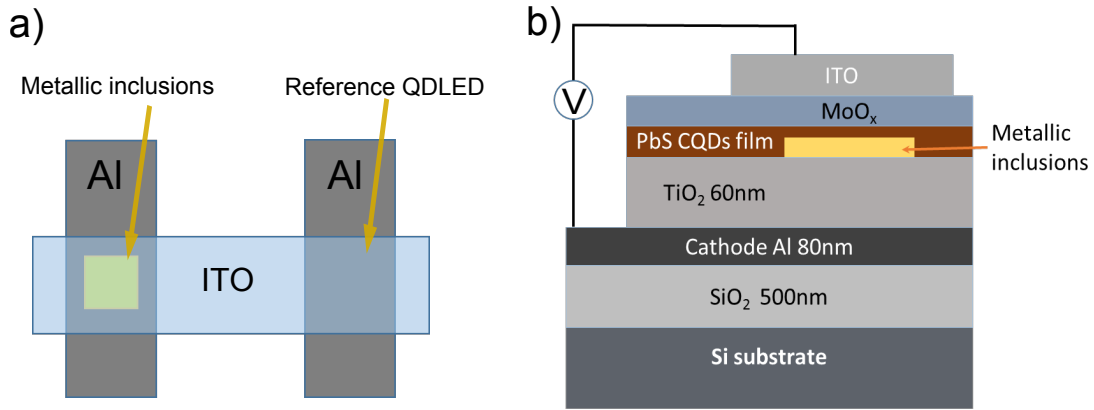 a)
Metallic inclusions
Reference QDLED
Al
Al
ITO
b)
V
ITO
MoOₓ
PbS CQDs film
Metallic
inclusions
TiO₂ 60nm
Cathode Al 80nm
SiO₂ 500nm
Si substrate